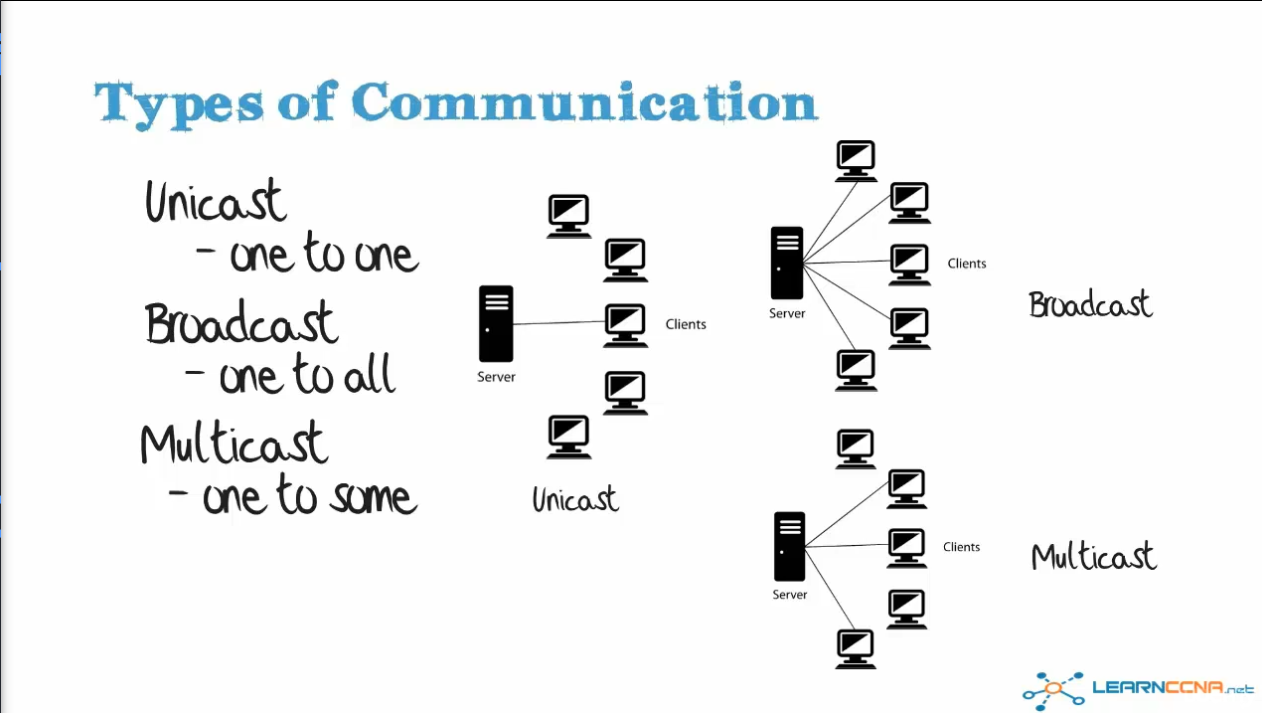 Types of Communication
Unicast
- one to one
Broadcast
- one to all
Multicast
- one to some
Server
Clients
Unicast
Server
Clients
Broadcast
Server
Clients
Multicast
LEARNCCNA.net